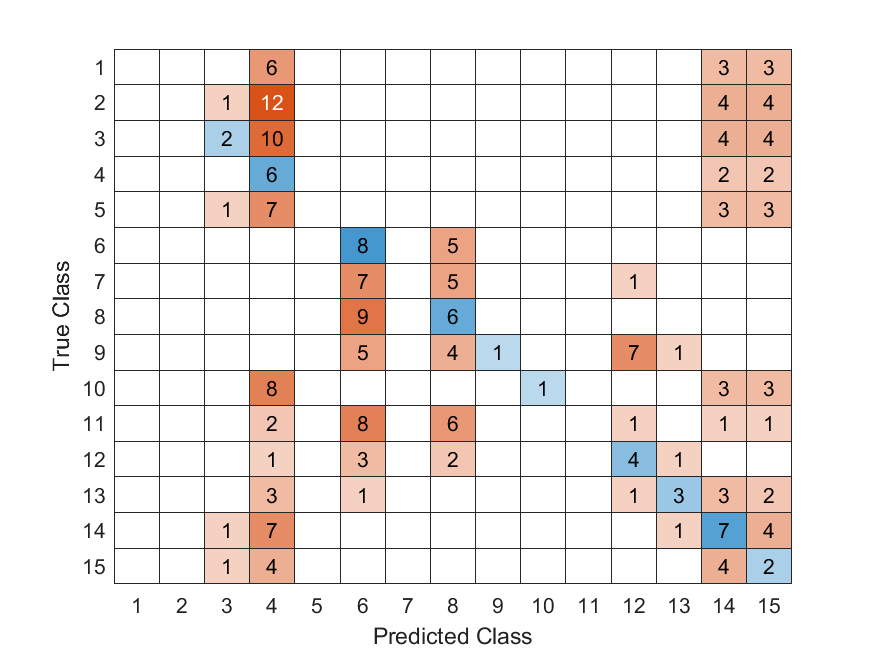 1 6 3 3
2 1 12 4 4
3 2 10 4 4
4 6 2 2
5 1 7 3 3
6 8 5
7 7 5 1
8 9 6
9 5 4 1 7 1
10 8 1 3 3
11 2 8 6 1 1 1
12 1 3 2 4 1
13 3 1 1 3 3 2
14 1 7 1 7 4
15 1 4 4 2
1 2 3 4 5 6 7 8 9 10 11 12 13 14 15
Predicted Class
True Class